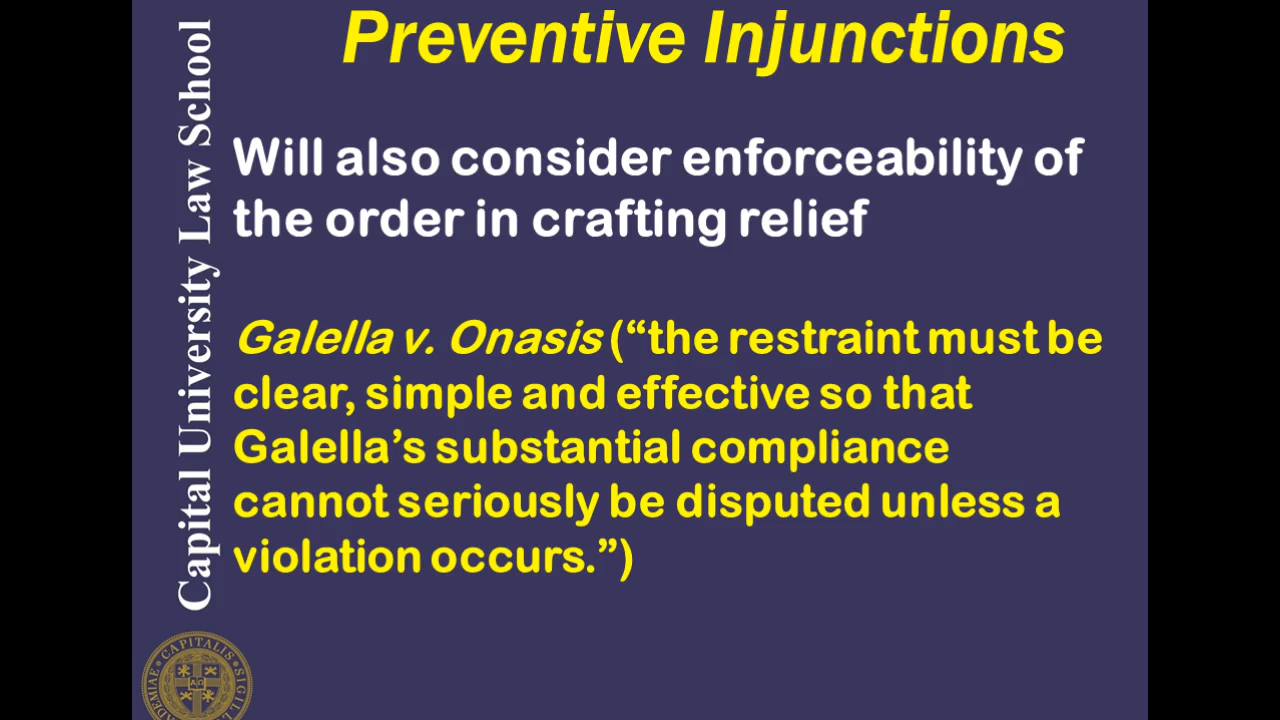 Preventive Injunctions
Capital University Law School
Will also consider enforceability of
the order in crafting relief
Galella v. Onasis (“the restraint must be
clear, simple and effective so that
Galella’s substantial compliance
cannot seriously be disputed unless a
violation occurs.”)
CAPITALIS